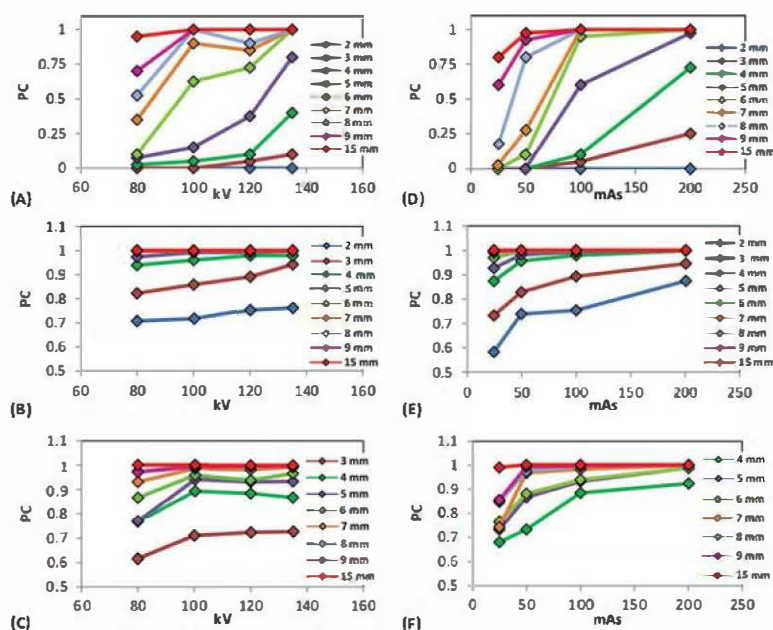 PC
1
0.75
0.5
0.25
0
60 80 100 120 140 160
kV
2 mm
3 mm
4 mm
5 mm
6 mm
7 mm
8 mm
9 mm
15 mm
(A)
PC
1
0.75
0.5
0.25
0
0 50 100 150 200 250
mAs
2 mm
3 mm
4 mm
5 mm
6 mm
7 mm
8 mm
9 mm
15 mm
(D)
PC
1.1
1
0.9
0.8
0.7
0.6
0.5
60 80 100 120 140 160
kV
2 mm
3 mm
4 mm
5 mm
6 mm
7 mm
8 mm
9 mm
15 mm
(B)
PC
1.1
1
0.9
0.8
0.7
0.6
0.5
0 50 100 150 200 250
mAs
2 mm
3 mm
4 mm
5 mm
6 mm
7 mm
8 mm
9 mm
15 mm
(E)
PC
1.1
1
0.9
0.8
0.7
0.6
0.5
60 80 100 120 140 160
kV
3 mm
4 mm
5 mm
6 mm
7 mm
8 mm
9 mm
15 mm
(C)
PC
1.1
1
0.9
0.8
0.7
0.6
0.5
0 50 100 150 200 250
mAs
4 mm
5 mm
6 mm
7 mm
8 mm
9 mm
15 mm
(F)